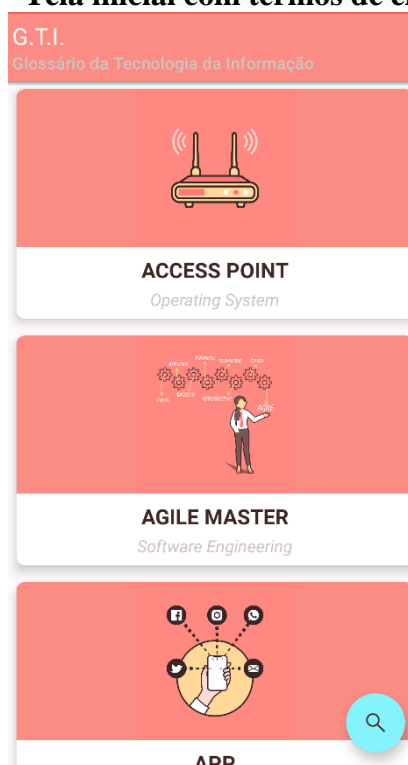 Tela inicial com termos de
G.T.I.
Glossário da Tecnologia da Informação
ACCESS POINT
Operating System
AGILE
AGILE MASTER
Software Engineering
APP